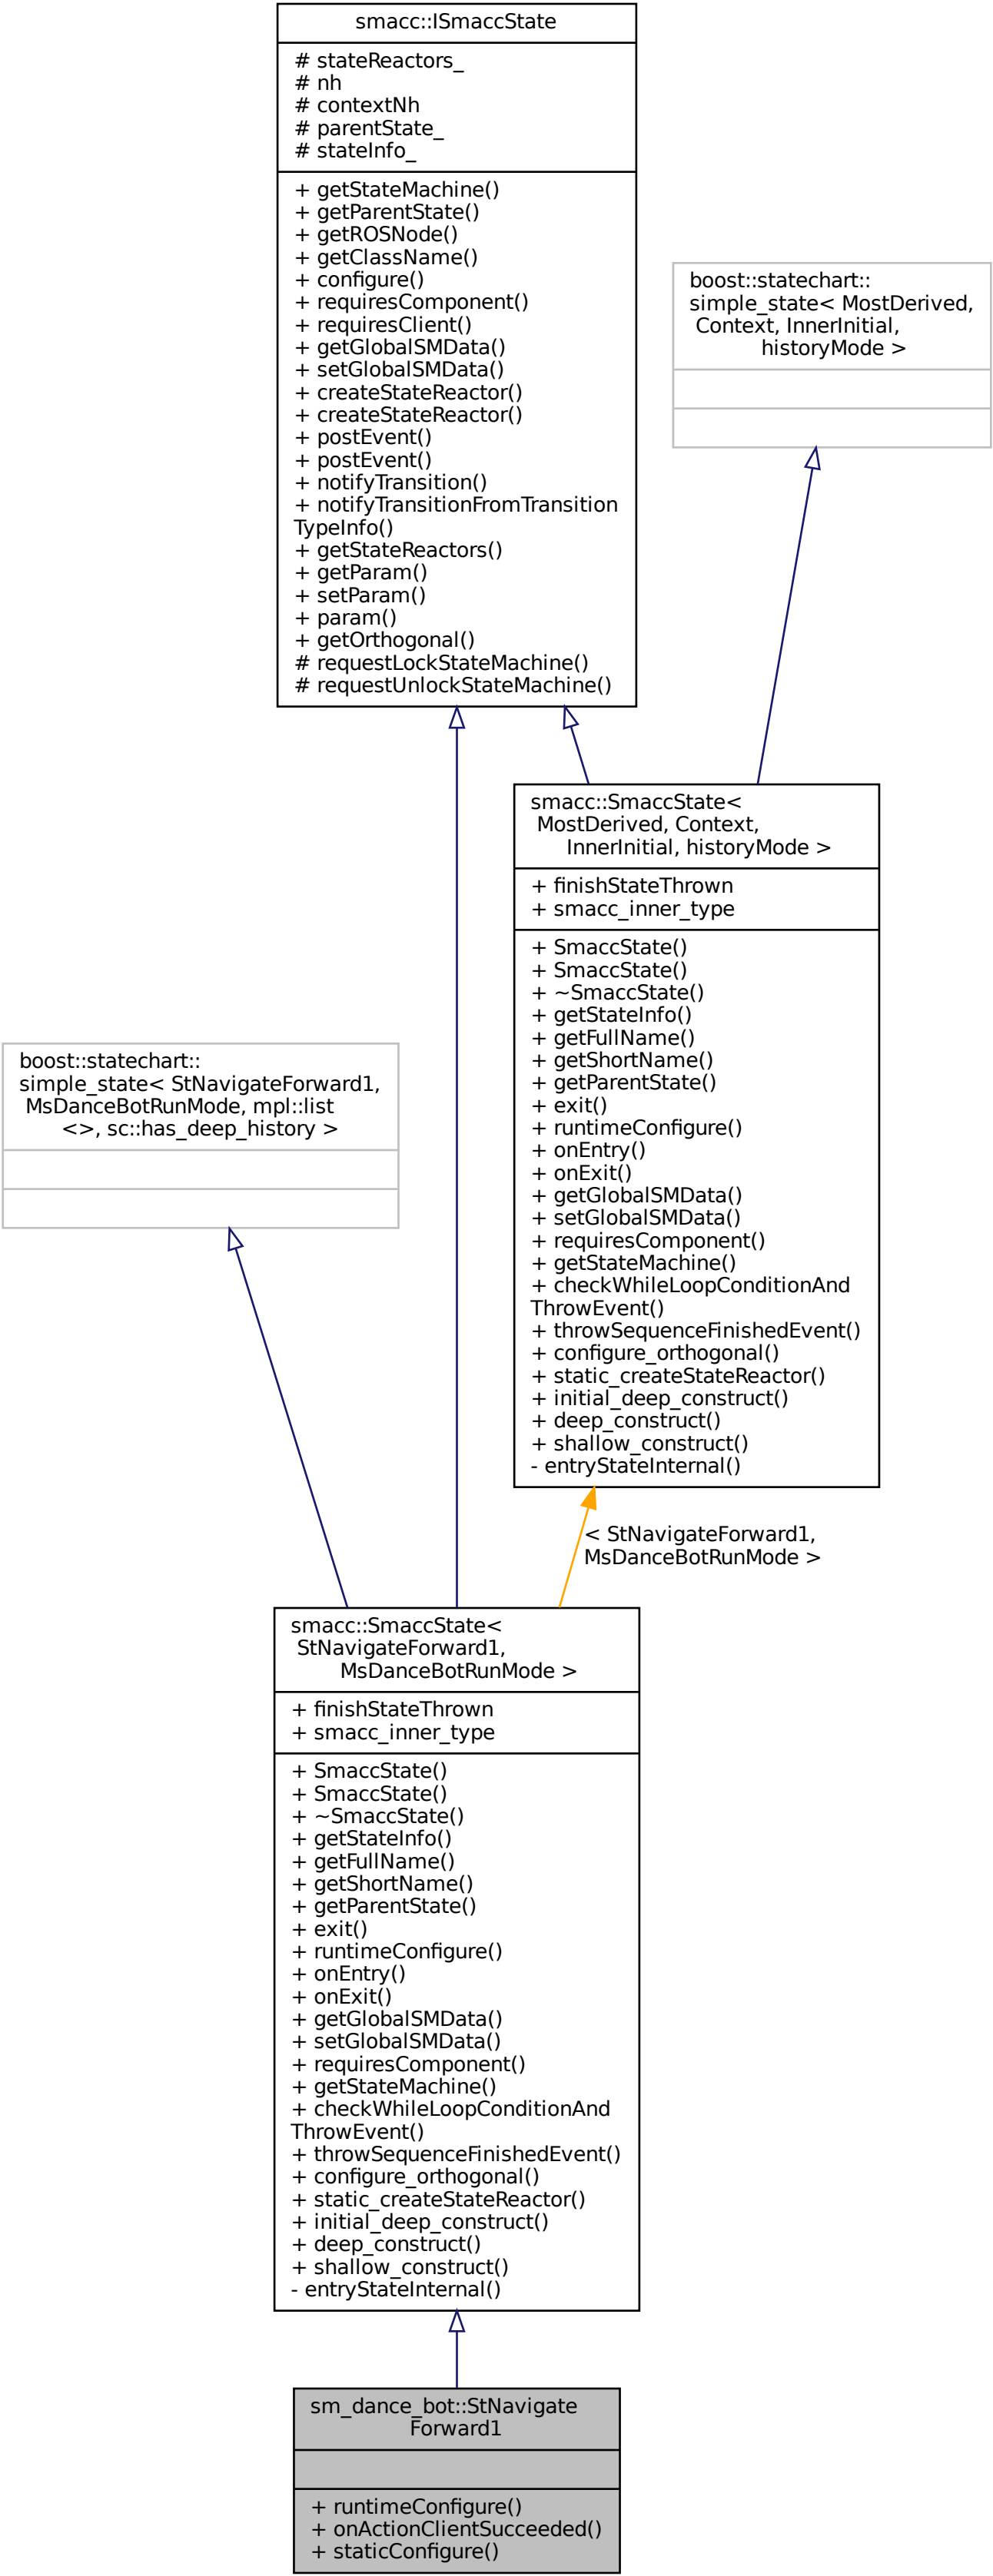 smacc::ISmaccState
# stateReactors_
# nh
# contextNh
# parentState_
# stateInfo_
+ getStateMachine()
+ getParentState()
+ getROSNode()
+ getClassName()
+ configure()
+ requiresComponent()
+ requiresClient()
+ getGlobalSMData()
+ setGlobalSMData()
+ createStateReactor()
+ createStateReactor()
+ postEvent()
+ postEvent()
+ notifyTransition()
+ notifyTransitionFromTransition
TypeInfo()
+ getStateReactors()
+ getParam()
+ setParam()
+ param()
+ getOrthogonal()
# requestLockStateMachine()
# requestUnlockStateMachine()
boost::statechart::
simple_state< MostDerived,
Context, InnerInitial,
historyMode >
smacc::SmaccState<
MostDerived, Context,
InnerInitial, historyMode >
+ finishStateThrown
+ smacc_inner_type
+ SmaccState()
+ SmaccState()
+ ~SmaccState()
+ getStateInfo()
+ getFullName()
+ getShortName()
+ getParentState()
+ exit()
+ runtimeConfigure()
+ onEntry()
+ onExit()
+ getGlobalSMData()
+ setGlobalSMData()
+ requiresComponent()
+ getStateMachine()
+ checkWhileLoopConditionAnd
ThrowEvent()
+ throwSequenceFinishedEvent()
+ configure_orthogonal()
+ static_createStateReactor()
+ initial_deep_construct()
+ deep_construct()
+ shallow_construct()
- entryStateInternal()
boost::statechart::
simple_state< StNavigateForward1,
MsDanceBotRunMode, mpl::list
<>, sc::has_deep_history >
< StNavigateForward1,
MsDanceBotRunMode >
smacc::SmaccState<
StNavigateForward1,
MsDanceBotRunMode >
+ finishStateThrown
+ smacc_inner_type
+ SmaccState()
+ SmaccState()
+ ~SmaccState()
+ getStateInfo()
+ getFullName()
+ getShortName()
+ getParentState()
+ exit()
+ runtimeConfigure()
+ onEntry()
+ onExit()
+ getGlobalSMData()
+ setGlobalSMData()
+ requiresComponent()
+ getStateMachine()
+ checkWhileLoopConditionAnd
ThrowEvent()
+ throwSequenceFinishedEvent()
+ configure_orthogonal()
+ static_createStateReactor()
+ initial_deep_construct()
+ deep_construct()
+ shallow_construct()
- entryStateInternal()
sm_dance_bot::StNavigate
Forward1
+ runtimeConfigure()
+ onActionClientSucceeded()
+ staticConfigure()